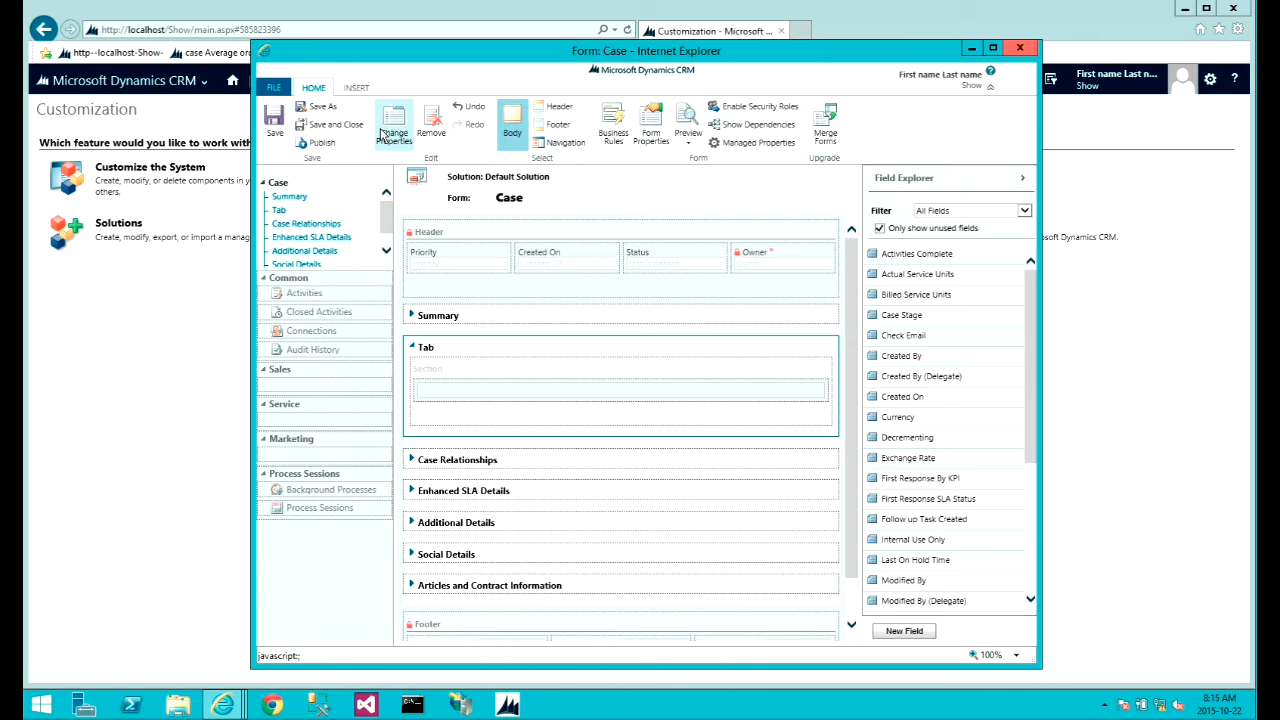 http://localhost/Show/main.aspx#585823396
Customization - Microsoft ...
http--localhost-Show-
case Average or
Microsoft Dynamics CRM
First name Last n...
Show
Customization
Which feature would you like to work wit
Customize the System
Create, modify, or delete components in y
others.
Solutions
Create, modify, export, or import a manag
Dynamics CRM.
Form: Case - Internet Explorer
Microsoft Dynamics CRM
First name Last name
Show
FILE
HOME
INSERT
Save
Save As
Save and Close
Publish
Save
Change Properties
Remove
Undo
Redo
Edit
Body
Header
Footer
Navigation
Select
Business Rules
Form Properties
Preview
Enable Security Roles
Show Dependencies
Managed Properties
Form
Merge Forms
Upgrade
Case
Summary
Tab
Case Relationships
Enhanced SLA Details
Additional Details
Social Details
Common
Activities
Closed Activities
Connections
Audit History
Sales
Service
Marketing
Process Sessions
Background Processes
Process Sessions
Solution: Default Solution
Form: Case
Header
Priority
Created On
Status
Owner *
Priority
Created On
Status Reason
Summary
Tab
Section
Case Relationships
Enhanced SLA Details
Additional Details
Social Details
Articles and Contract Information
Footer
Field Explorer
Filter
All Fields
Only show unused fields
Activities Complete
Actual Service Units
Billed Service Units
Case Stage
Check Email
Created By
Created By (Delegate)
Created On
Currency
Decrementing
Exchange Rate
First Response By KPI
First Response SLA Status
Follow up Task Created
Internal Use Only
Last On Hold Time
Modified By
Modified By (Delegate)
New Field
javascript:;
100%
8:15 AM
2015-10-22